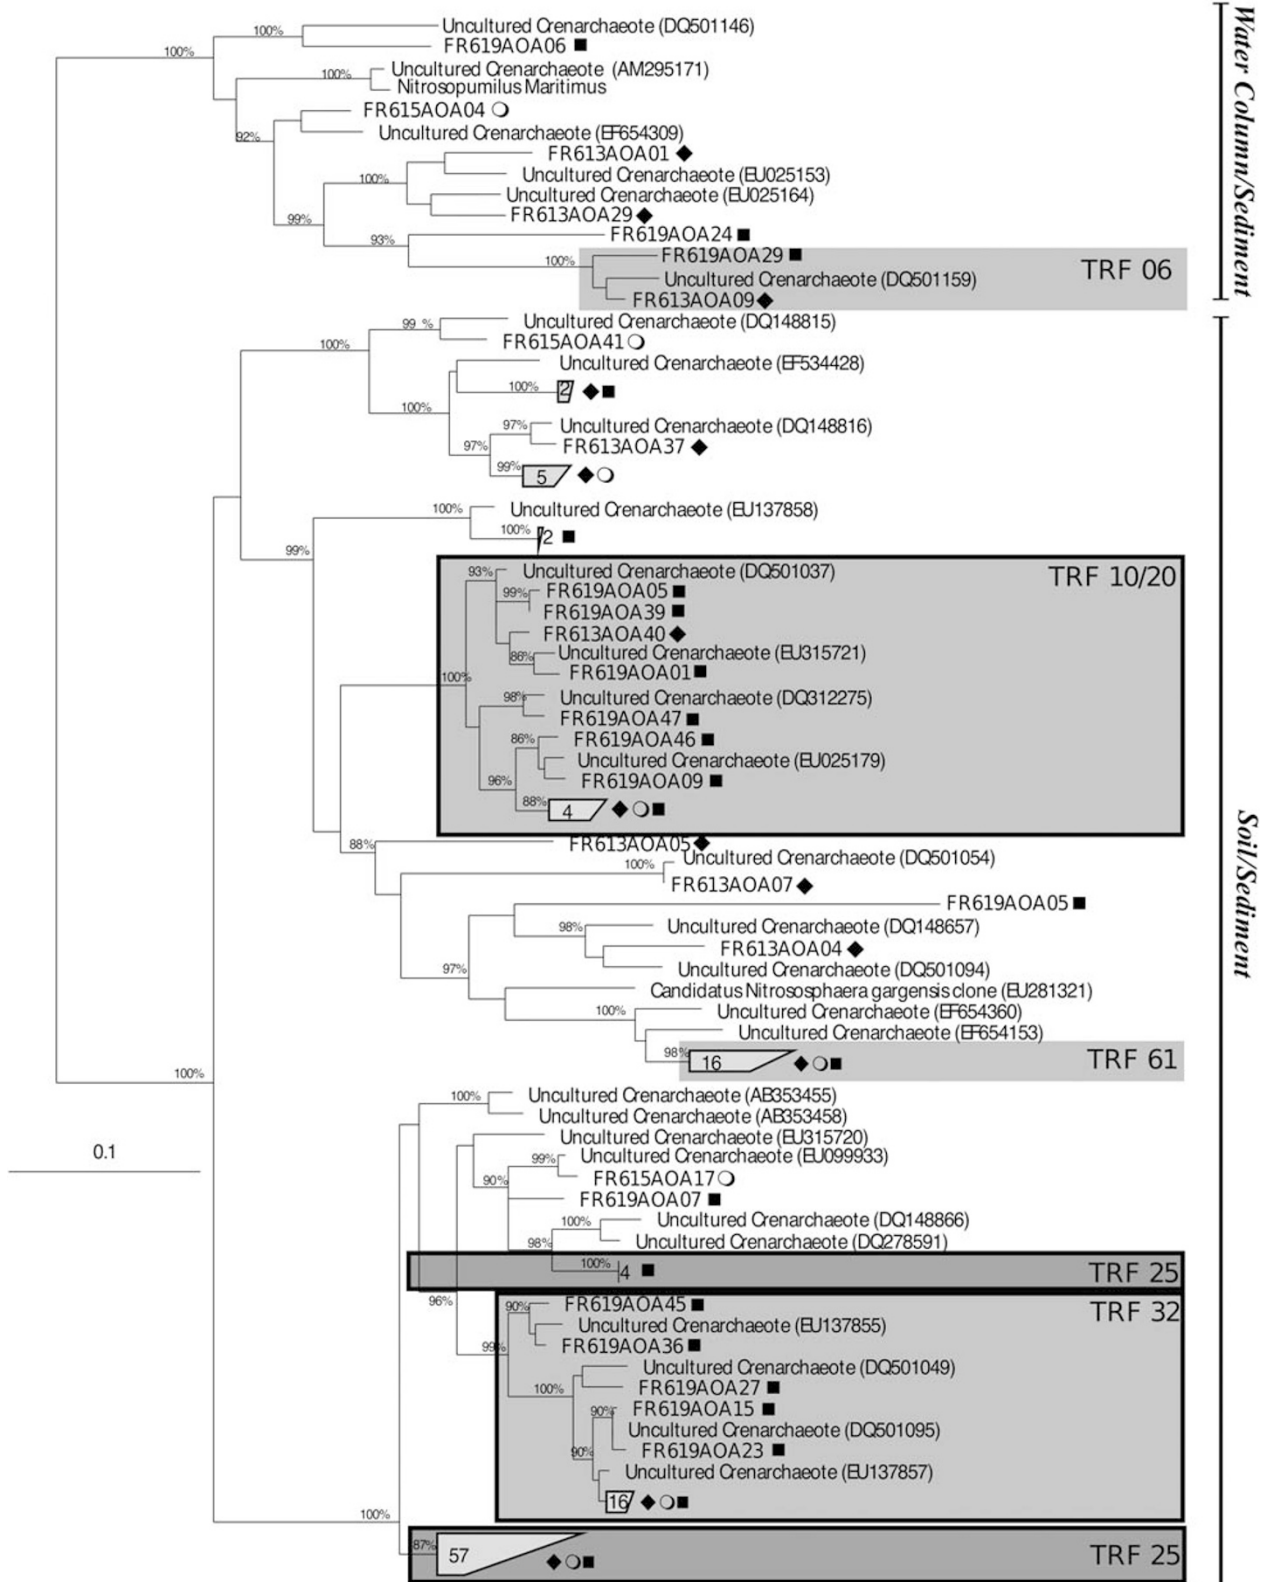 Uncultured Crenarchaeote (DQ501146)
100%
FR619AOA06
100%
Uncultured Crenarchaeote (AM295171)
100%
Nitrosopumilus Maritimus
FR615AOA04
Uncultured Crenarchaeote (EF654309)
92%
FR613AOA01
Uncultured Crenarchaeote (EU025153)
100%
Uncultured Crenarchaeote (EU025164)
FR613AOA29
99%
FR619AOA24
93%
FR619AOA29
100%
TRF 06
Uncultured Crenarchaeote (DQ501159)
FR613AOA09
Water Column/Sediment
Uncultured Crenarchaeote (DQ148815)
99 %
FR615AOA41
100%
Uncultured Crenarchaeote (EF534428)
100% 2
100%
Uncultured Crenarchaeote (DQ148816)
97%
FR613AOA37
97%
99% 5
Uncultured Crenarchaeote (EU137858)
100%
100% 2
99%
TRF 10/20
93% Uncultured Crenarchaeote (DQ501037)
99% FR619AOA05
FR619AOA39
FR613AOA40
86% Uncultured Crenarchaeote (EU315721)
FR619AOA01
100%
98% Uncultured Crenarchaeote (DQ312275)
FR619AOA47
86% FR619AOA46
Uncultured Crenarchaeote (EU025179)
96% FR619AOA09
88% 4
88% FR613AOA05
100% Uncultured Crenarchaeote (DQ501054)
FR613AOA07
FR619AOA05
98% Uncultured Crenarchaeote (DQ148657)
FR613AOA04
97% Uncultured Crenarchaeote (DQ501094)
Candidatus Nitrososphaera gargensis clone (EU281321)
100% Uncultured Crenarchaeote (EF654360)
Uncultured Crenarchaeote (EF654153)
98% 16 TRF 61
100%
100% Uncultured Crenarchaeote (AB353455)
Uncultured Crenarchaeote (AB353458)
Uncultured Crenarchaeote (EU315720)
0.1
99% Uncultured Crenarchaeote (EU099933)
90% FR615AOA17
FR619AOA07
100% Uncultured Crenarchaeote (DQ148866)
98% Uncultured Crenarchaeote (DQ278591)
100% 4 TRF 25
96%
90% FR619AOA45 TRF 32
Uncultured Crenarchaeote (EU137855)
99% FR619AOA36
Uncultured Crenarchaeote (DQ501049)
100% FR619AOA27
90% FR619AOA15
Uncultured Crenarchaeote (DQ501095)
90% FR619AOA23
Uncultured Crenarchaeote (EU137857)
16
100%
87% 57 TRF 25
Soil/Sediment